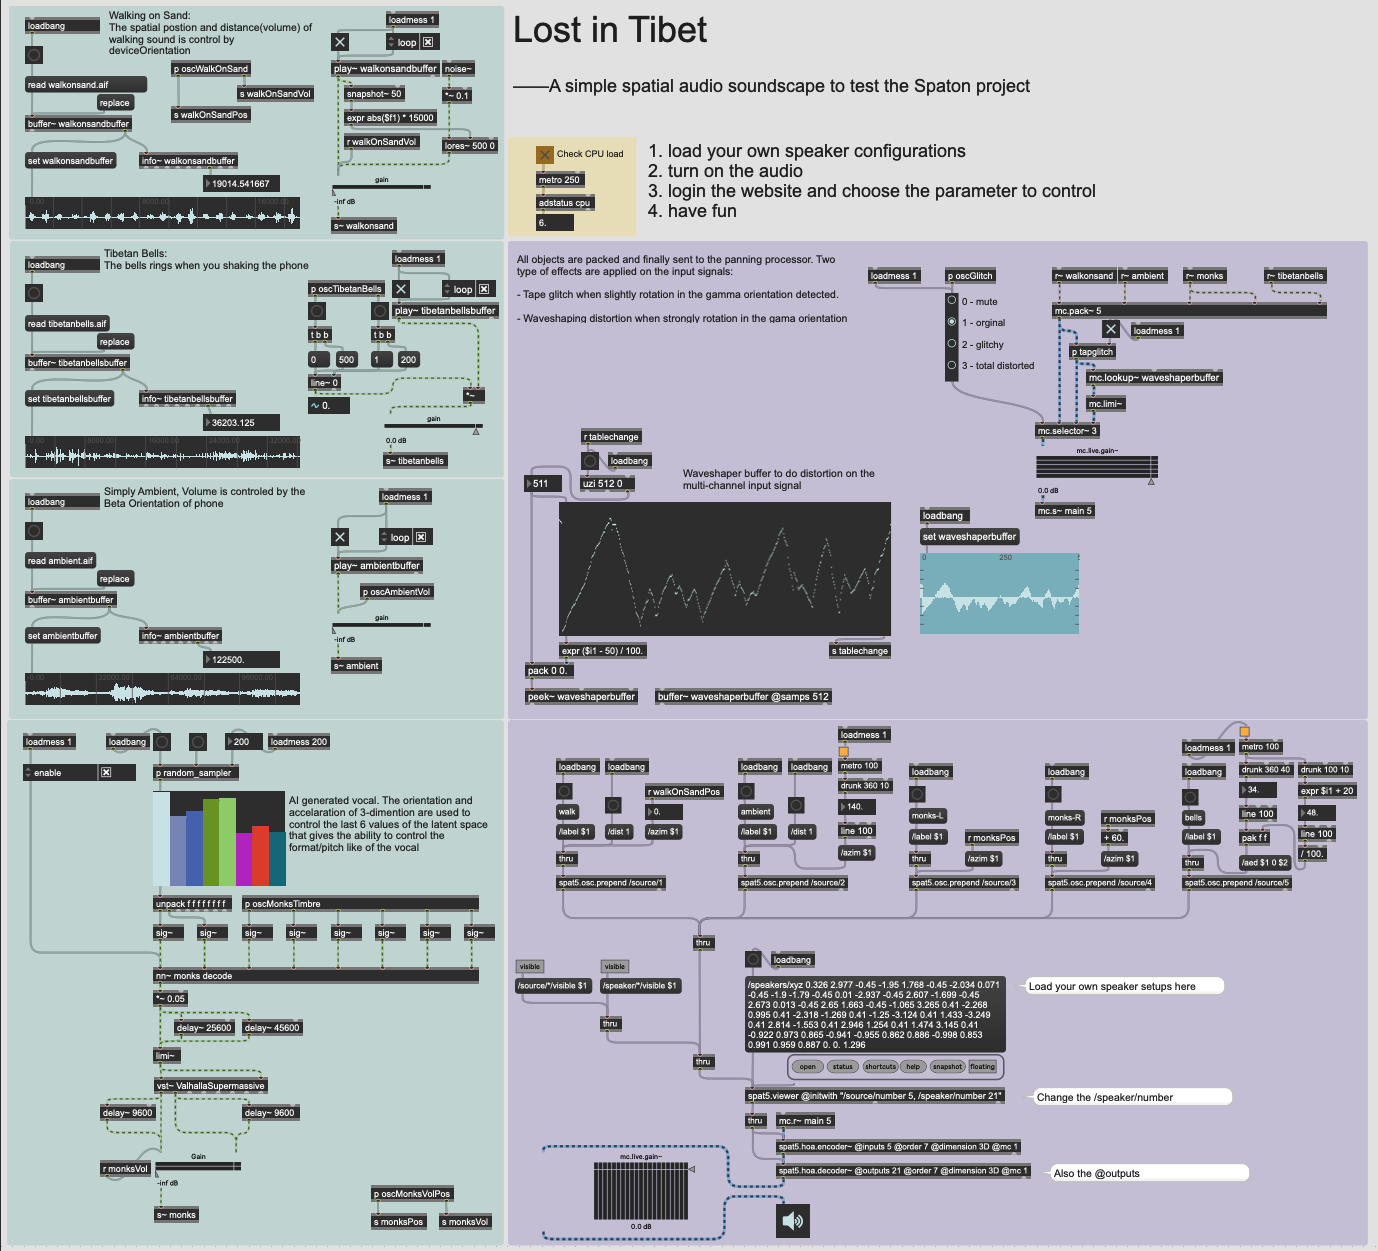 Lost in Tibet
——A simple spatial audio soundscape to test the Spaton project
Check CPU load
metro 250
adstatus cpu
6.
1. load your own speaker configurations
2. turn on the audio
3. login the website and choose the parameter to control
4. have fun
Walking on Sand:
The spatial postion and distance(volume) of
walking sound is control by
deviceOrientation
loadbang
read walkonsand.aif
replace
buffer~ walkonsandbuffer
set walkonsandbuffer
info~ walkonsandbuffer
19014.541667
p oscWalkOnSand
s walkOnSandVol
s walkOnSandPos
loadmess 1
loop
play~ walkonsandbuffer
noise~
snapshot~ 50
*~ 0.1
expr abs($f1) * 15000
r walkOnSandVol
lores~ 500 0
gain
-inf dB
s~ walkonsand
0.00
8000.00
16000.00
Tibetan Bells:
The bells rings when you shaking the phone
loadbang
read tibetanbells.aif
replace
buffer~ tibetanbellsbuffer
set tibetanbellsbuffer
info~ tibetanbellsbuffer
36203.125
loadmess 1
p oscTibetanBells
loop
play~ tibetanbellsbuffer
t b b
t b b
0
500
1
200
line~ 0
0.
*~
gain
0.0 dB
s~ tibetanbells
0.00
8000.00
16000.00
24000.00
32000.00
Simply Ambient, Volume is controled by the
Beta Orientation of phone
loadbang
read ambient.aif
replace
buffer~ ambientbuffer
set ambientbuffer
info~ ambientbuffer
122500.
loadmess 1
loop
play~ ambientbuffer
p oscAmbientVol
gain
-inf dB
s~ ambient
0.00
32000.00
64000.00
96000.00
loadmess 1
loadbang
200
loadmess 200
enable
p random_sampler
AI generated vocal. The orientation and
accelaration of 3-dimention are used to
control the last 6 values of the latent space
that gives the ability to control the
format/pitch like of the vocal
unpack f f f f f f f f
p oscMonksTimbre
sig~
sig~
sig~
sig~
sig~
sig~
sig~
sig~
nn~ monks decode
*~ 0.05
delay~ 25600
delay~ 45600
limi~
vst~ ValhallaSupermassive
delay~ 9600
delay~ 9600
r monksVol
Gain
-inf dB
s~ monks
p oscMonksVolPos
s monksPos
s monksVol
All objects are packed and finally sent to the panning processor. Two
type of effects are applied on the input signals:
- Tape glitch when slightly rotation in the gamma orientation detected.
- Waveshaping distortion when strongly rotation in the gama orientation
loadmess 1
p oscGlitch
0 - mute
1 - orginal
2 - glitchy
3 - total distorted
r~ walkonsand
r~ ambient
r~ monks
r~ tibetanbells
mc.pack~ 5
loadmess 1
p tapglitch
mc.lookup~ waveshaperbuffer
mc.limi~
mc.selector~ 3
mc.live.gain~
0.0 dB
mc.s~ main 5
r tablechange
loadbang
511
uzi 512 0
Waveshaper buffer to do distortion on the
multi-channel input signal
expr ($i1 - 50) / 100.
s tablechange
pack 0 0.
peek~ waveshaperbuffer
buffer~ waveshaperbuffer @samps 512
loadbang
set waveshaperbuffer
0
250
loadbang
loadbang
r walkOnSandPos
walk
0.
/label $1
/dist 1
/azim $1
thru
spat5.osc.prepend /source/1
loadmess 1
loadbang
loadbang
metro 100
drunk 360 10
ambient
140.
/label $1
/dist 1
line 100
thru
/azim $1
spat5.osc.prepend /source/2
loadbang
monks-L
/label $1
r monksPos
thru
/azim $1
spat5.osc.prepend /source/3
loadbang
monks-R
r monksPos
/label $1
+ 60.
thru
/azim $1
spat5.osc.prepend /source/4
loadmess 1
metro 100
loadbang
drunk 360 40
drunk 100 10
34.
expr $i1 + 20
bells
line 100
48.
/label $1
pak f f
line 100
thru
/aed $1 0 $2
/ 100.
spat5.osc.prepend /source/5
thru
visible
visible
/source/*/visible $1
/speaker/*/visible $1
thru
thru
loadbang
/speakers/xyz 0.326 2.977 -0.45 -1.95 1.768 -0.45 -2.034 0.071
-0.45 -1.9 -1.79 -0.45 0.01 -2.937 -0.45 2.607 -1.699 -0.45
2.673 0.013 -0.45 2.65 1.663 -0.45 -1.065 3.265 0.41 -2.268
0.995 0.41 -2.318 -1.269 0.41 -1.25 -3.124 0.41 1.433 -3.249
0.41 2.814 -1.553 0.41 2.946 1.254 0.41 1.474 3.145 0.41
-0.922 0.973 0.865 -0.941 -0.955 0.862 0.886 -0.998 0.853
0.991 0.959 0.887 0. 0. 1.296
Load your own speaker setups here
open
status
shortcuts
help
snapshot
floating
spat5.viewer @initwith "/source/number 5, /speaker/number 21"
Change the /speaker/number
thru
mc.r~ main 5
spat5.hoa.encoder~ @inputs 5 @order 7 @dimension 3D @mc 1
spat5.hoa.decoder~ @outputs 21 @order 7 @dimension 3D @mc 1
Also the @outputs
mc.live.gain~
0.0 dB